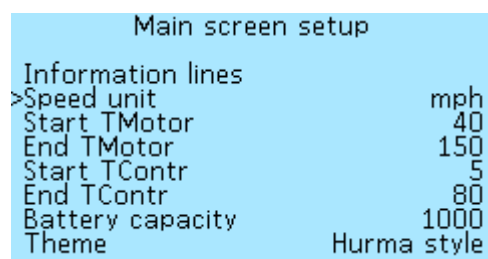 Main screen setup
Information lines
>Speed unit mph
Start TMotor 40
End TMotor 150
Start TContr 5
End TContr 80
Battery capacity 1000
Theme Hurma style